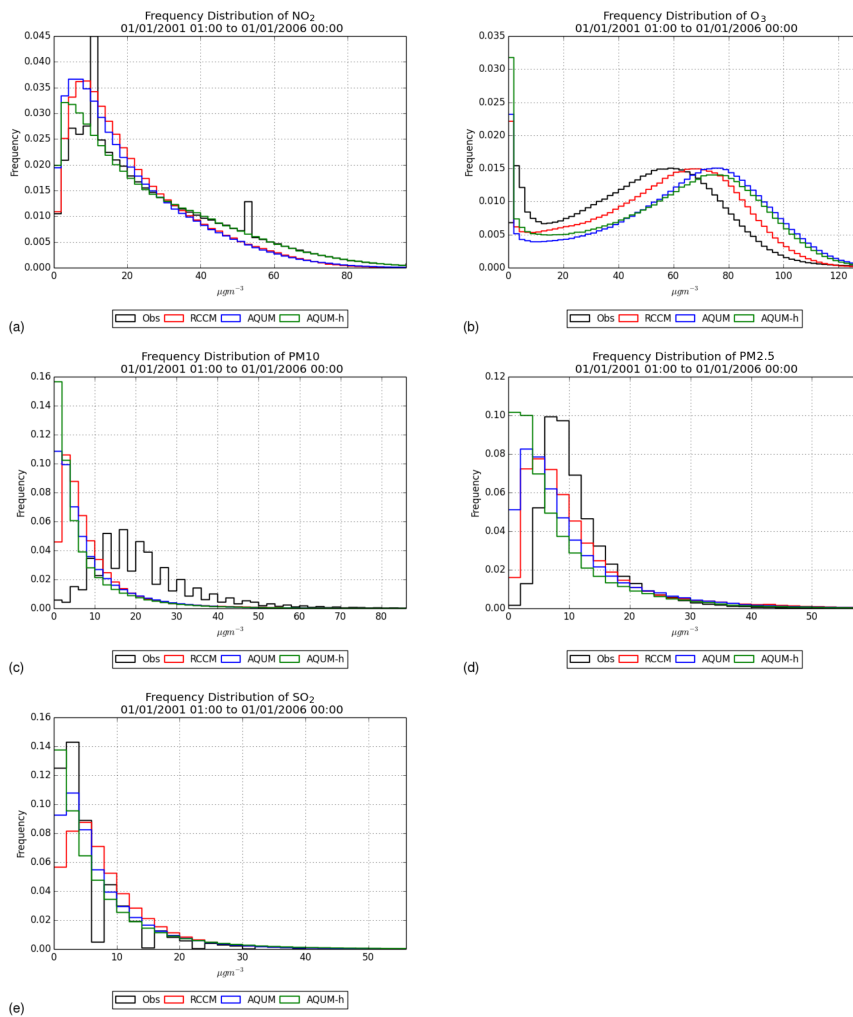 Frequency Distribution of NO2
01/01/2001 01:00 to 01/01/2006 00:00
0.045
0.040
0.035
0.030
0.025
0.020
0.015
0.010
0.005
0.000
Frequency
0 20 40 60 80
μgm⁻³
Obs RCCM AQUM AQUM-h
(a)
Frequency Distribution of O3
01/01/2001 01:00 to 01/01/2006 00:00
0.035
0.030
0.025
0.020
0.015
0.010
0.005
0.000
Frequency
0 20 40 60 80 100 120
μgm⁻³
Obs RCCM AQUM AQUM-h
(b)
Frequency Distribution of PM10
01/01/2001 01:00 to 01/01/2006 00:00
0.16
0.14
0.12
0.10
0.08
0.06
0.04
0.02
0.00
Frequency
0 10 20 30 40 50 60 70 80
μgm⁻³
Obs RCCM AQUM AQUM-h
(c)
Frequency Distribution of PM2.5
01/01/2001 01:00 to 01/01/2006 00:00
0.12
0.10
0.08
0.06
0.04
0.02
0.00
Frequency
0 10 20 30 40 50
μgm⁻³
Obs RCCM AQUM AQUM-h
(d)
Frequency Distribution of SO2
01/01/2001 01:00 to 01/01/2006 00:00
0.16
0.14
0.12
0.10
0.08
0.06
0.04
0.02
0.00
Frequency
0 10 20 30 40 50
μgm⁻³
Obs RCCM AQUM AQUM-h
(e)